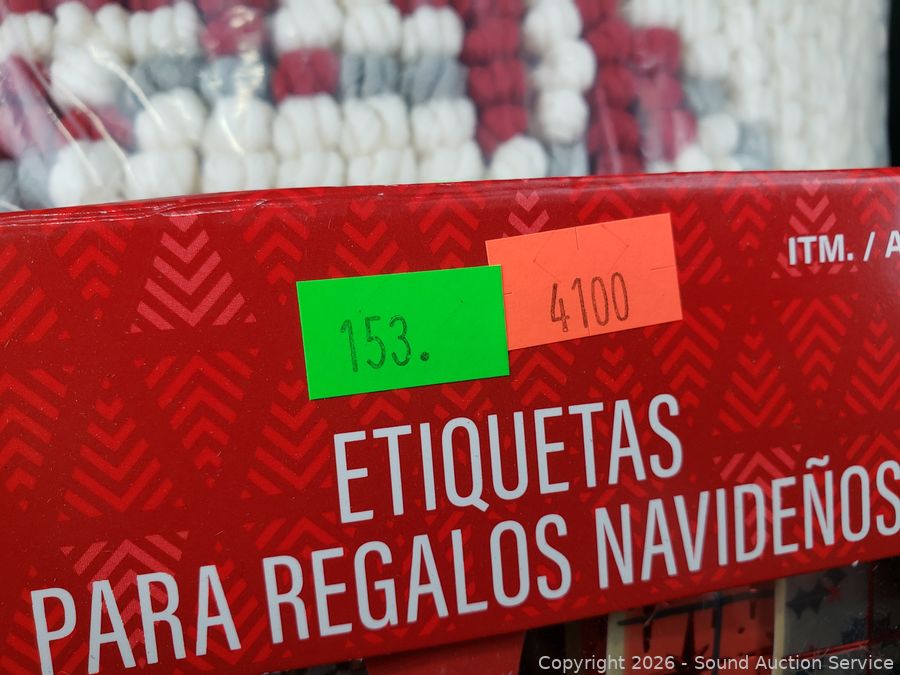 ITM. / A
4100
153.
ETIQUETAS
PARA REGALOS NAVIDEÑOS
Copyright 2026 - Sound Auction Service